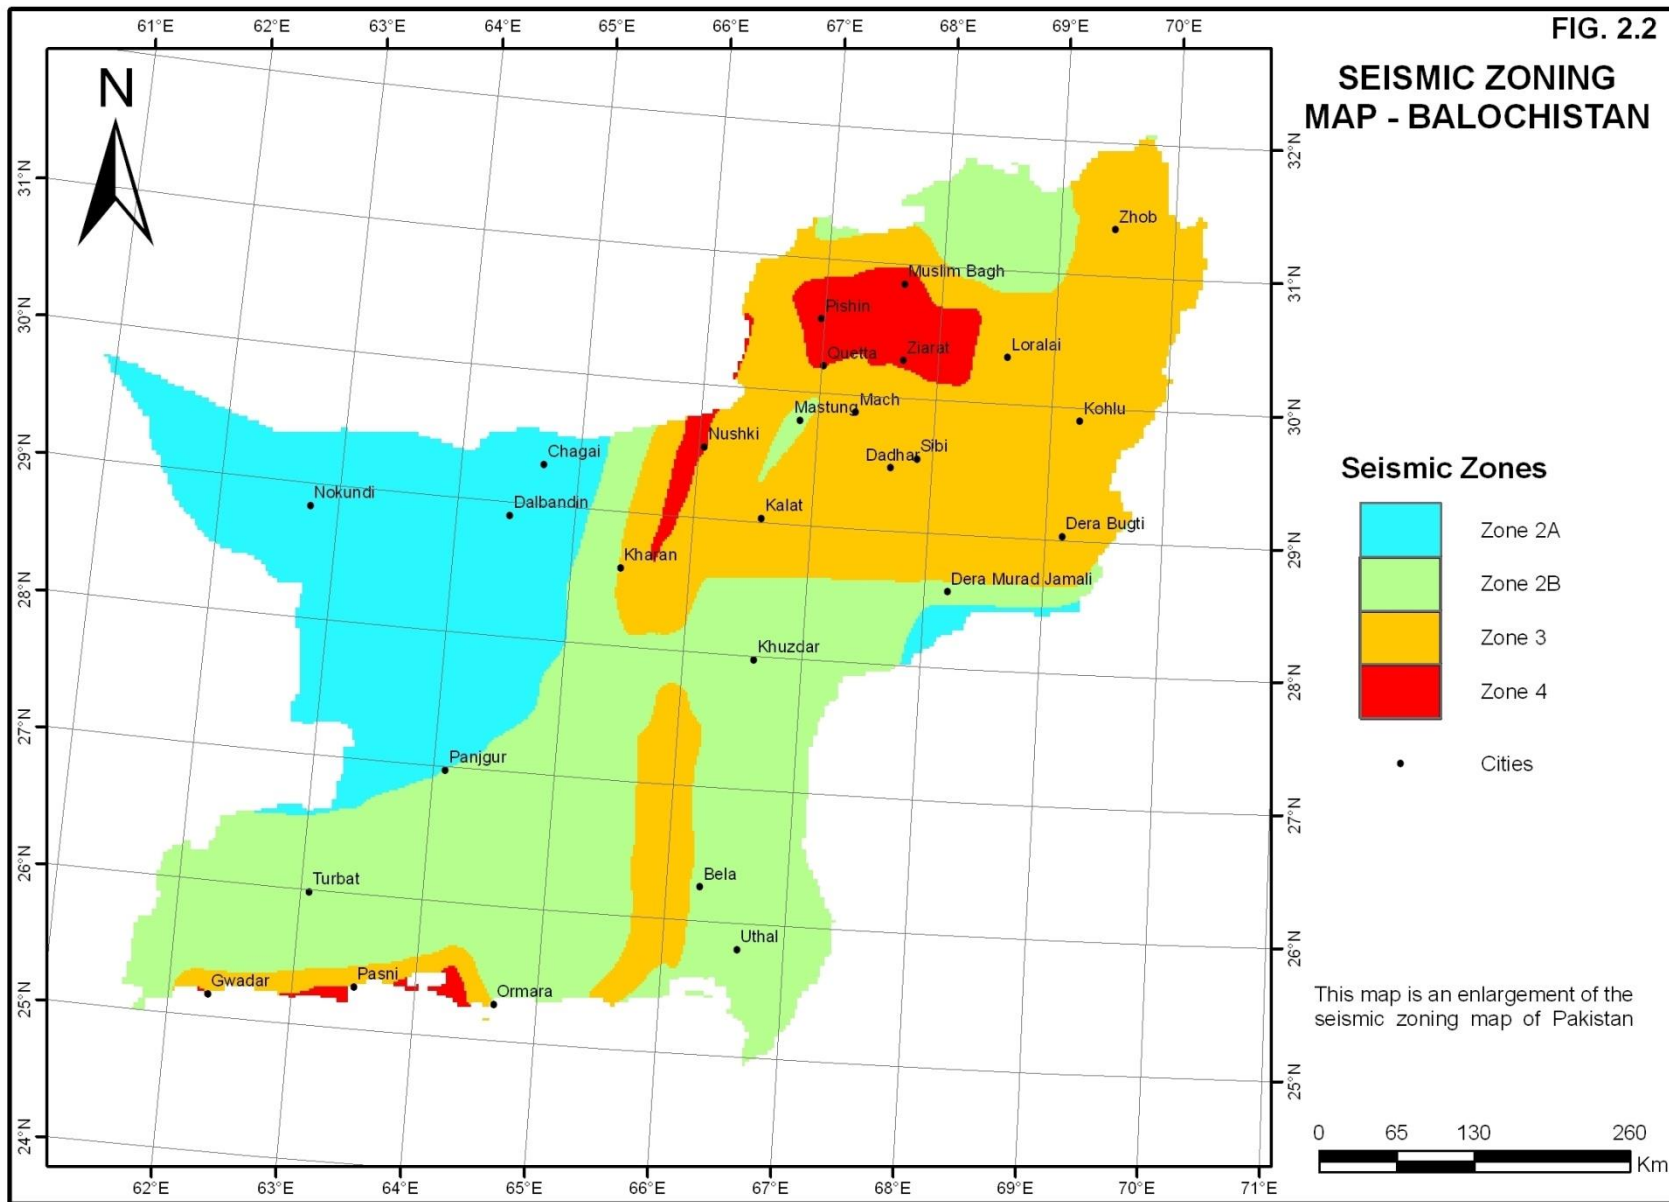 61°E 62°E 63°E 64°E 65°E 66°E 67°E 68°E 69°E 70°E
FIG. 2.2
SEISMIC ZONING
MAP - BALOCHISTAN
N
32°N
31°N
31°N
30°N
30°N
29°N
29°N
28°N
28°N
27°N
27°N
26°N
26°N
25°N
25°N
24°N
Zhob
Muslim Bagh
Pishin
Quetta
Ziarat
Loralai
Mastung
Mach
Kohlu
Nushki
Chagai
Dadhar
Sibi
Nokundi
Dalbandin
Kalat
Dera Bugti
Kharan
Dera Murad Jamali
Khuzdar
Panjgur
Turbat
Bela
Uthal
Gwadar
Pasni
Ormara
Seismic Zones
Zone 2A
Zone 2B
Zone 3
Zone 4
Cities
This map is an enlargement of the
seismic zoning map of Pakistan
0 65 130 260
Km
62°E 63°E 64°E 65°E 66°E 67°E 68°E 69°E 70°E 71°E